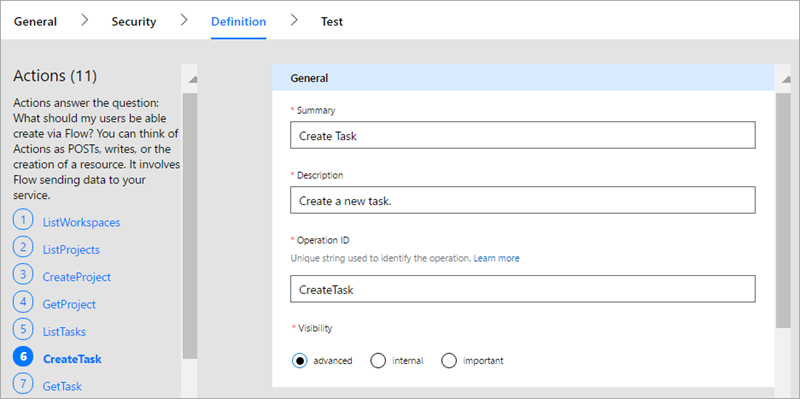 General > Security > Definition > Test
Actions (11)
Actions answer the question:
What should my users be able
create via Flow? You can think of
Actions as POSTs, writes, or the
creation of a resource. It involves
Flow sending data to your
service.
1 ListWorkspaces
2 ListProjects
3 CreateProject
4 GetProject
5 ListTasks
6 CreateTask
7 GetTask
General
* Summary
Create Task
* Description
Create a new task.
* Operation ID
Unique string used to identify the operation. Learn more
CreateTask
* Visibility
advanced internal important